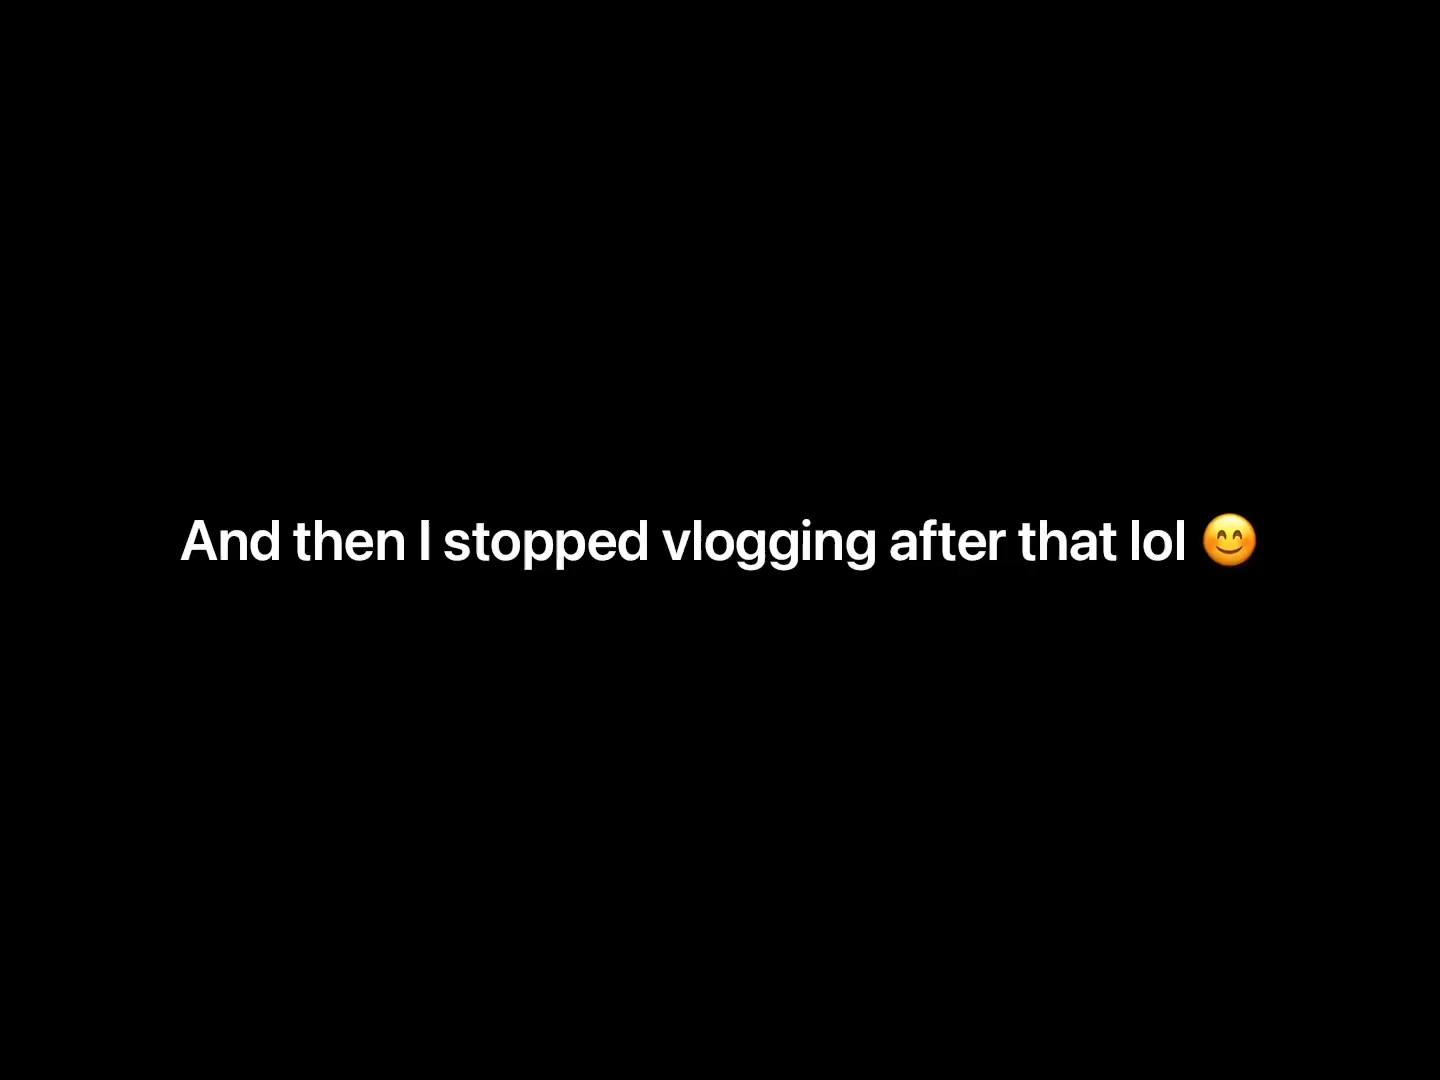 And then I stopped vlogging after that lol 😊